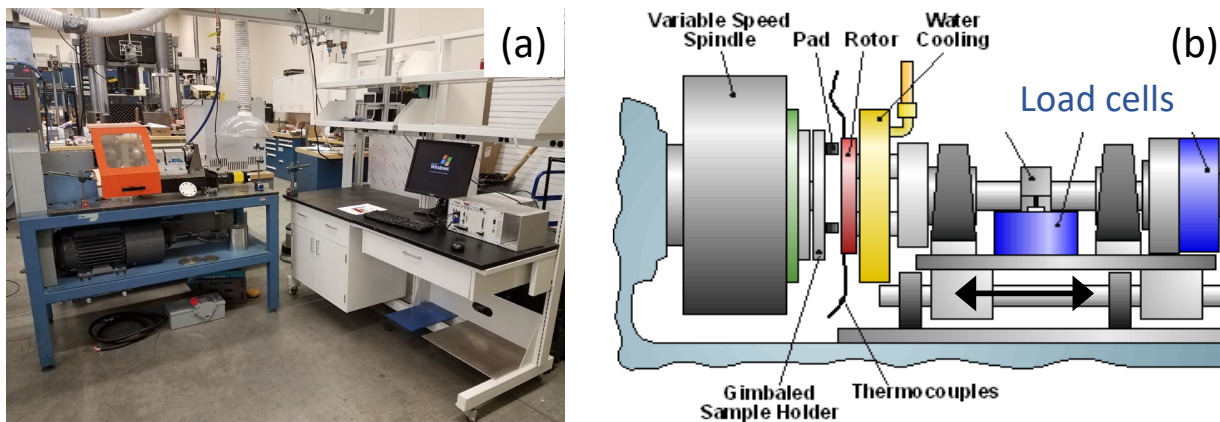 (a)
Windows
Variable Speed
Spindle
Pad
Rotor
Water
Cooling
(b)
Load cells
Gimbaled
Sample Holder
Thermocouples